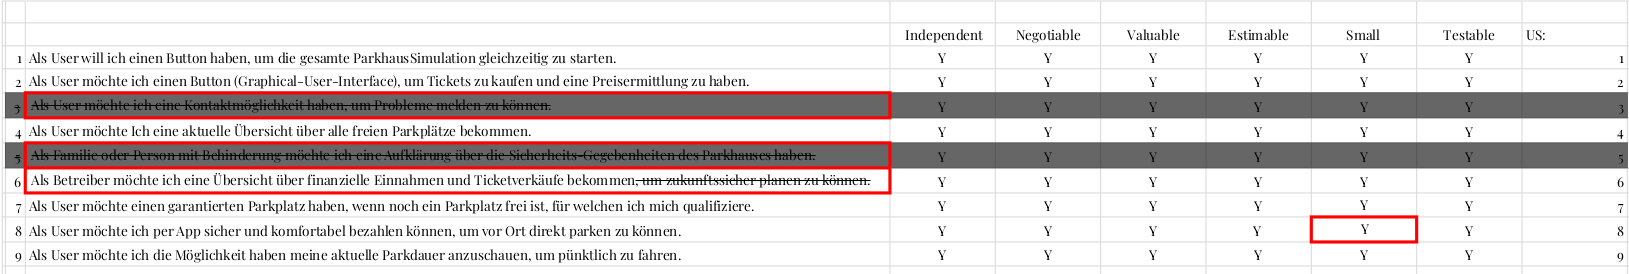 Independent Negotiable Valuable Estimable Small Testable US:
1 Als User will ich einen Button haben, um die gesamte ParkhausSimulation gleichzeitig zu starten. Y Y Y Y Y Y 1
2 Als User möchte ich einen Button (Graphical-User-Interface), um Tickets zu kaufen und eine Preisermittlung zu haben. Y Y Y Y Y Y 2
3 Als User möchte ich eine Kontaktmöglichkeit haben, um Probleme melden zu können. Y Y Y Y Y Y 3
4 Als User möchte Ich eine aktuelle Übersicht über alle freien Parkplätze bekommen. Y Y Y Y Y Y 4
5 Als Familie oder Person mit Behinderung möchte ich eine Aufklärung über die Sicherheits-Gegebenheiten des Parkhauses haben. Y Y Y Y Y Y 5
6 Als Betreiber möchte ich eine Übersicht über finanzielle Einnahmen und Ticketverkäufe bekommen, um zukunftssicher planen zu können. Y Y Y Y Y Y 6
7 Als User möchte einen garantierten Parkplatz haben, wenn noch ein Parkplatz frei ist, für welchen ich mich qualifiziere. Y Y Y Y Y Y 7
8 Als User möchte ich per App sicher und komfortabel bezahlen können, um vor Ort direkt parken zu können. Y Y Y Y Y Y 8
9 Als User möchte ich die Möglichkeit haben meine aktuelle Parkdauer anzuschauen, um pünktlich zu fahren. Y Y Y Y Y Y 9